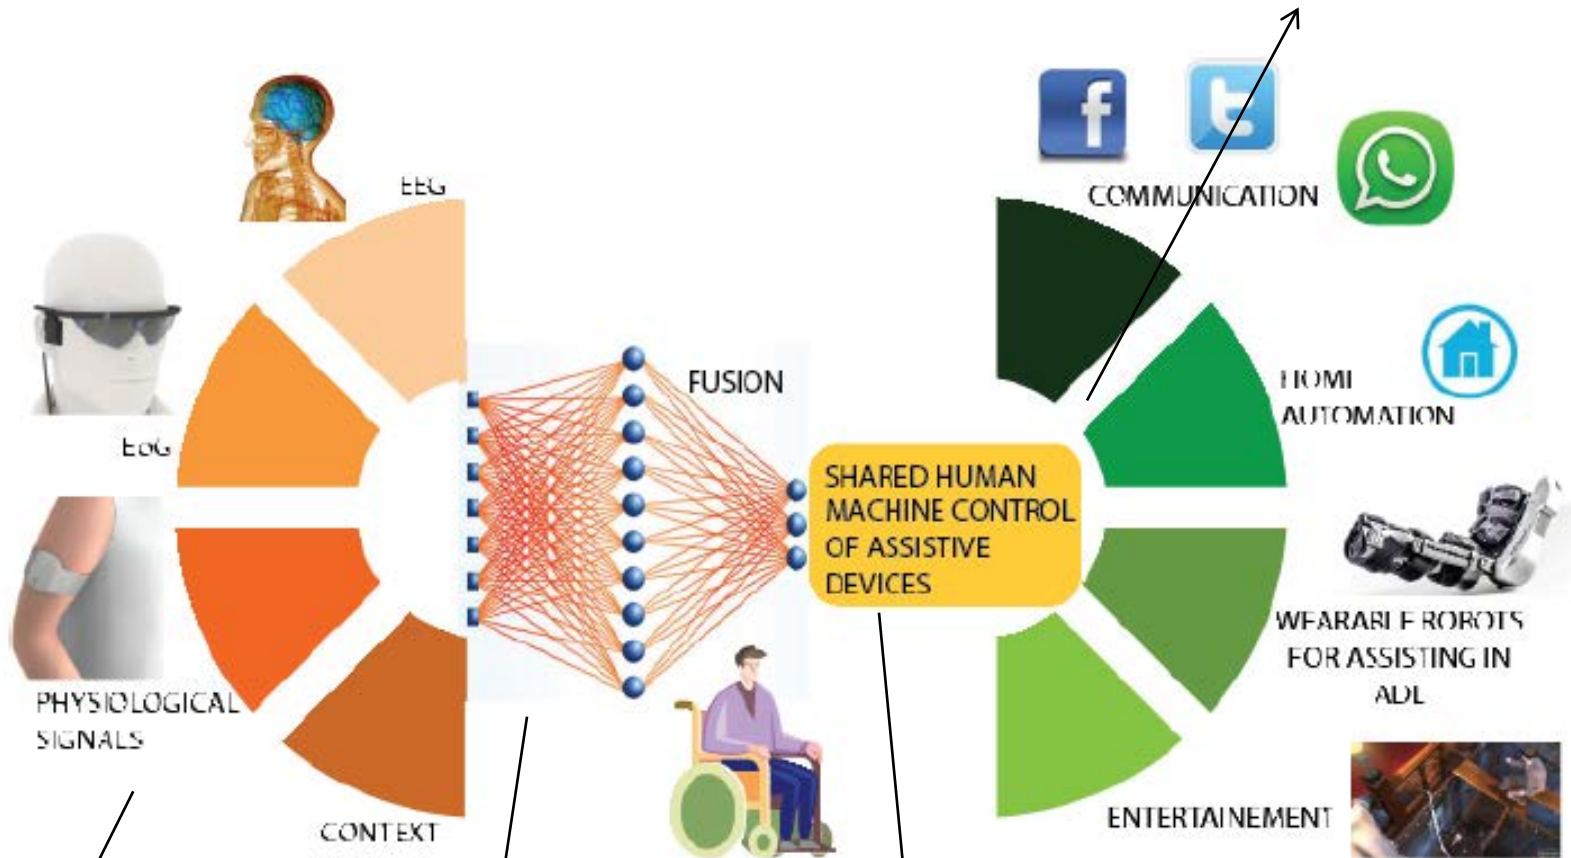 EEG
EoG
PHYSIOLOGICAL
SIGNALS
CONTEXT
FUSION
SHARED HUMAN
MACHINE CONTROL
OF ASSISTIVE
DEVICES
f
t
COMMUNICATION
HOME
AUTOMATION
WEARABLE ROBOTS
FOR ASSISTING IN
ADL
ENTERTAINEMENT